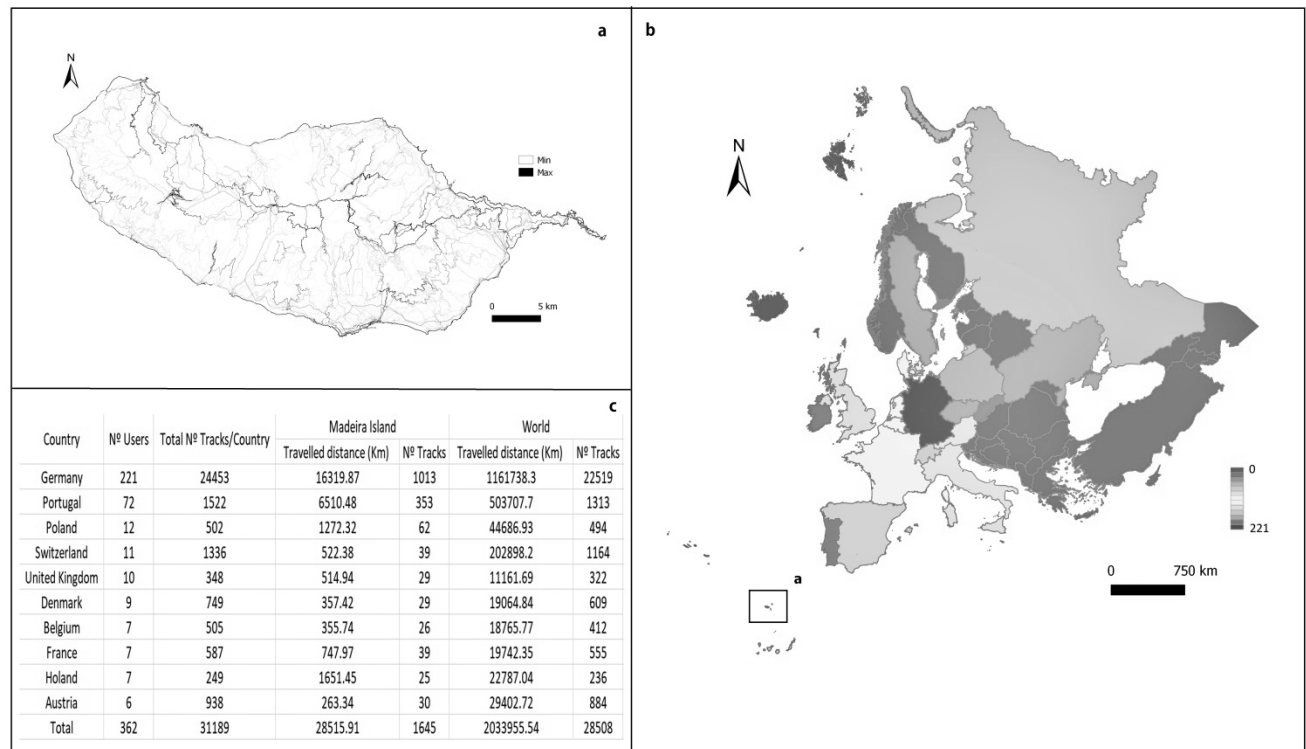 a
N
Min
Max
0 5 km
b
N
0
221
0 750 km
a
c
Country Nº Users Total Nº Tracks/Country Madeira Island World
Travelled distance (Km) Nº Tracks Travelled distance (Km) Nº Tracks
Germany 221 24453 16319.87 1013 1161738.3 22519
Portugal 72 1522 6510.48 353 503707.7 1313
Poland 12 502 1272.32 62 44686.93 494
Switzerland 11 1336 522.38 39 202898.2 1164
United Kingdom 10 348 514.94 29 11161.69 322
Denmark 9 749 357.42 29 19064.84 609
Belgium 7 505 355.74 26 18765.77 412
France 7 587 747.97 39 19742.35 555
Holand 7 249 1651.45 25 22787.04 236
Austria 6 938 263.34 30 29402.72 884
Total 362 31189 28515.91 1645 2033955.54 28508